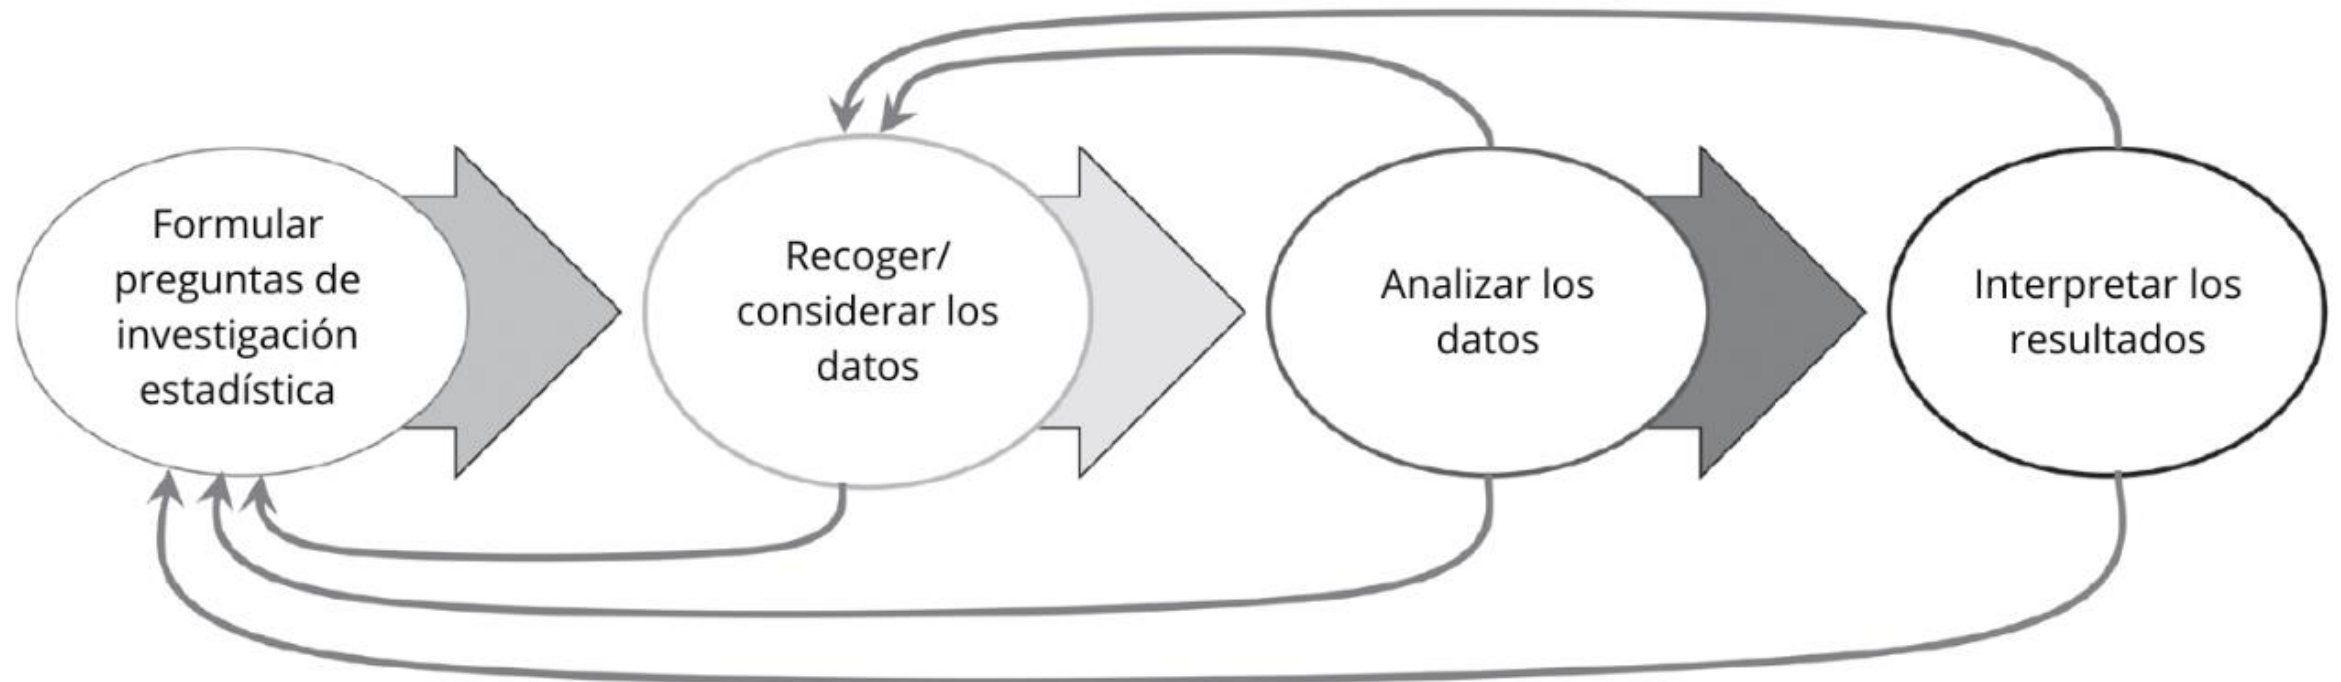 Formular
preguntas de
investigación
estadística
Recoger/
considerar los
datos
Analizar los
datos
Interpretar los
resultados